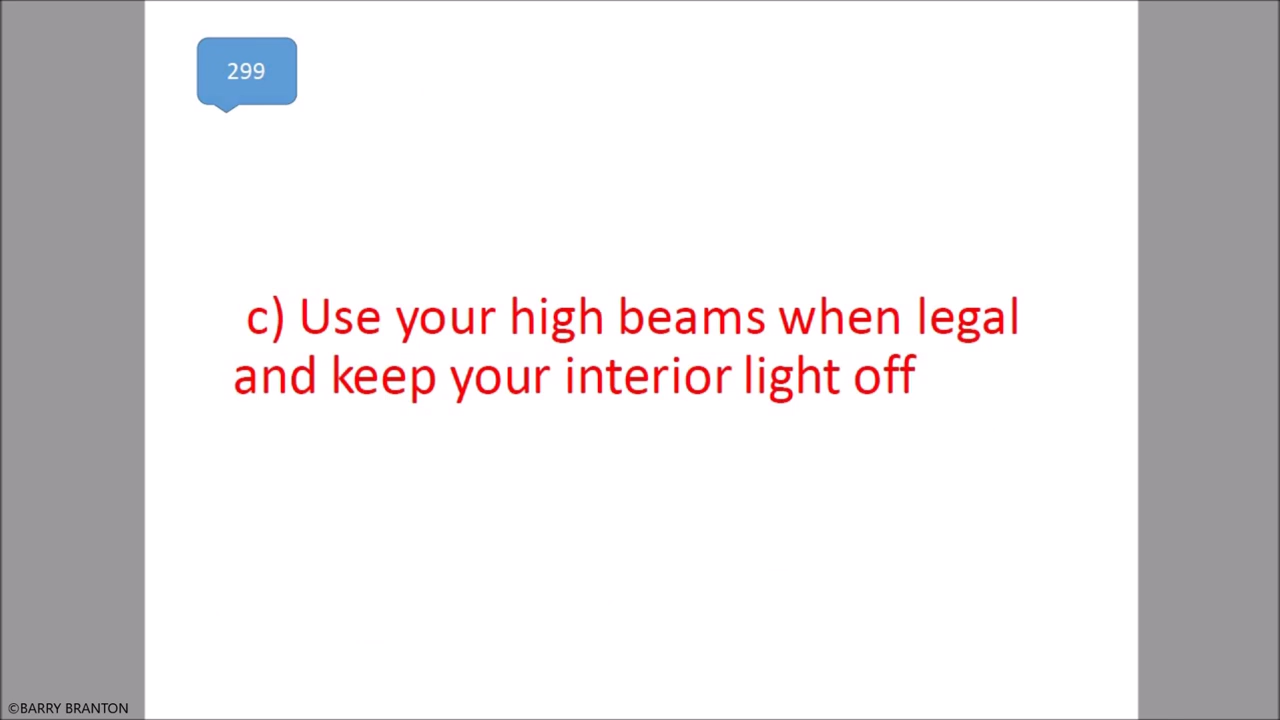 299
c) Use your high beams when legal
and keep your interior light off
©BARRY BRANTON